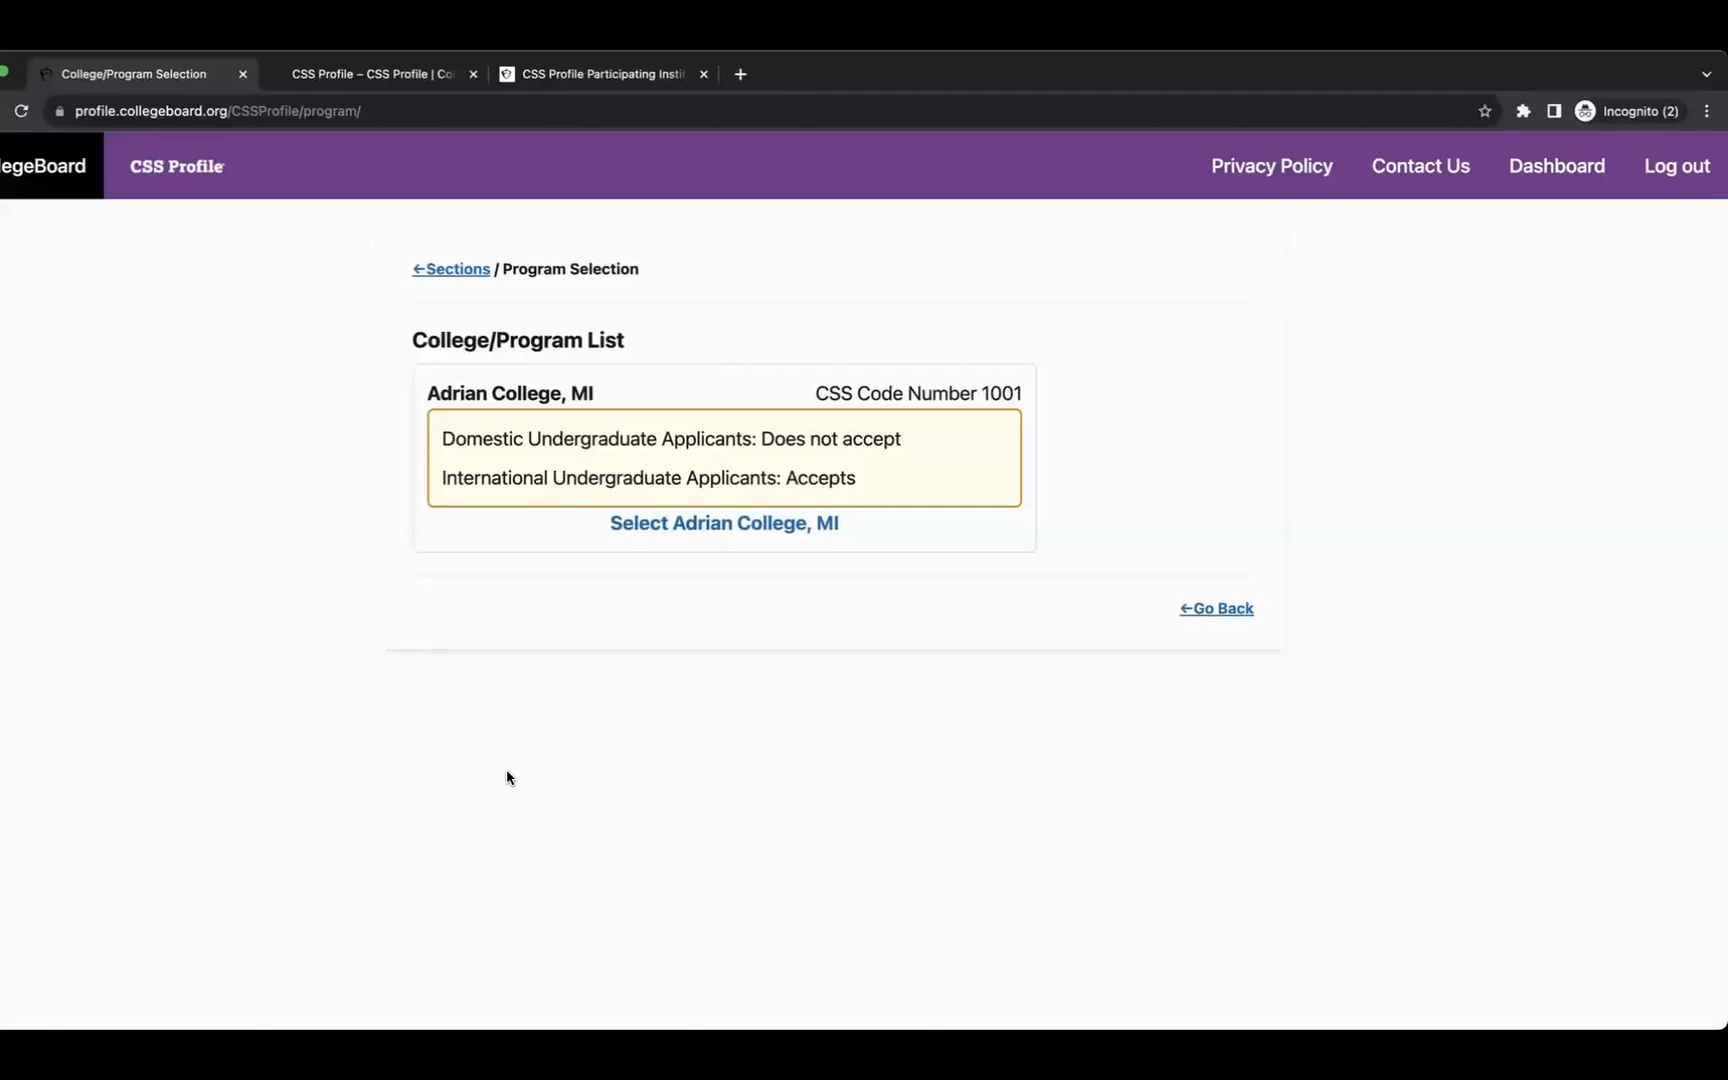 College/Program Selection
CSS Profile – CSS Profile | Co
CSS Profile Participating Insti
profile.collegeboard.org/CSSProfile/program/
Incognito (2)
legeBoard
CSS Profile
Privacy Policy
Contact Us
Dashboard
Log out
←Sections / Program Selection
College/Program List
Adrian College, MI
CSS Code Number 1001
Domestic Undergraduate Applicants: Does not accept
International Undergraduate Applicants: Accepts
Select Adrian College, MI
←Go Back